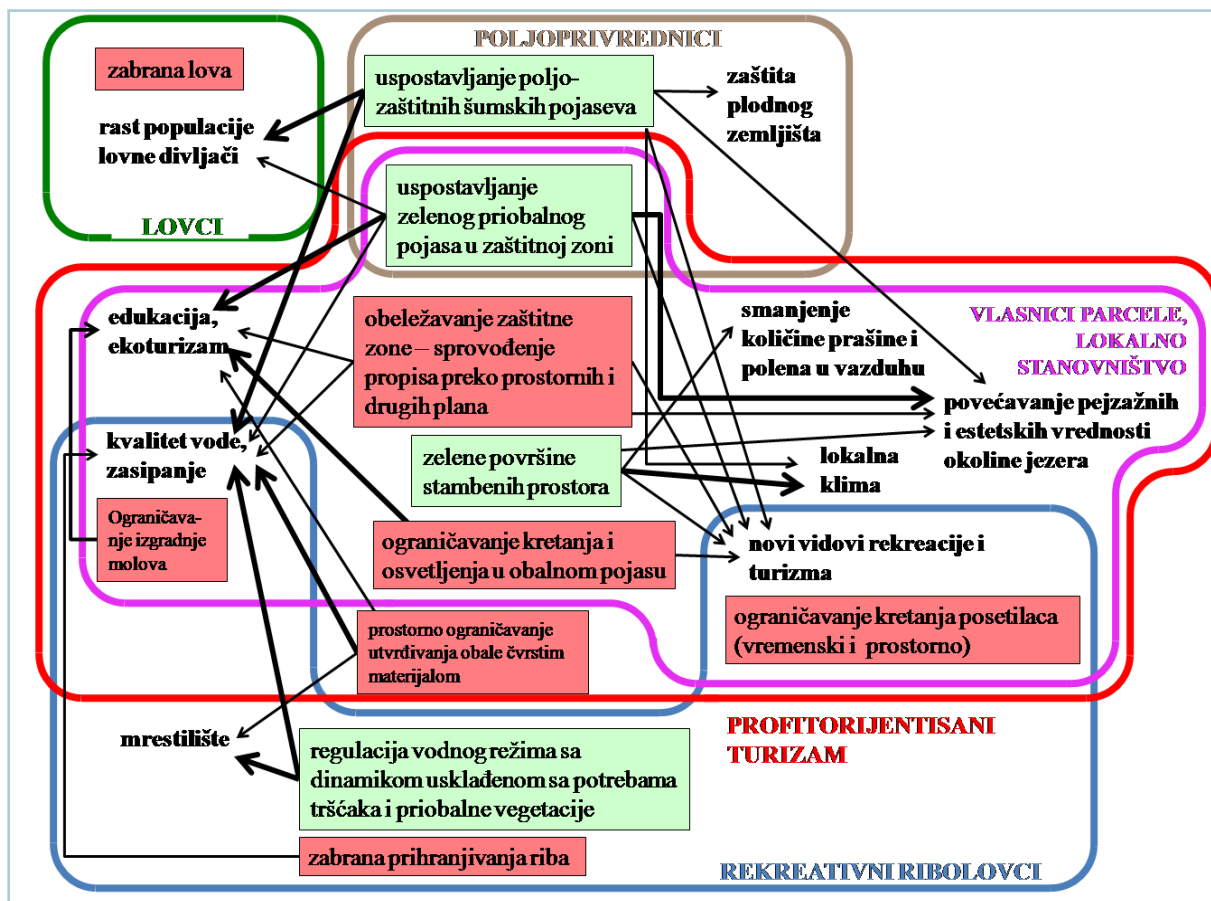 POLJOPRIVREDNICI
zabrana lova
uspostavljanje poljo-
zaštitnih šumskih pojaseva
zaštita
plodnog
zemljišta
rast populacije
lovne divljači
LOVCI
uspostavljanje
zelenog priobalnog
pojasa u zaštitnoj zoni
edukacija,
ekoturizam
obeležavanje zaštitne
zone – sprovođenje
propisa preko prostornih i
drugih plana
smanjenje
količine prašine i
polena u vazduhu
VLASNICI PARCELE,
LOKALNO
STANOVNIŠTVO
povećavanje pejzažnih
i estetskih vrednosti
okoline jezera
kvalitet vode,
zasipanje
zelene površine
stambenih prostora
lokalna
klima
Ograničava-
nje izgradnje
molova
ograničavanje kretanja i
osvetljenja u obalnom pojasu
novi vidovi rekreacije i
turizma
prostorno ograničavanje
utvrđivanja obale čvrstim
materijalom
ograničavanje kretanja posetilaca
(vremenski i prostorno)
mrestilište
PROFITORIJENTISANI
TURIZAM
regulacija vodnog režima sa
dinamikom usklađenom sa potrebama
tršćaka i priobalne vegetacije
zabrana prihranjivanja riba
REKREATIVNI RIBOLOVCI